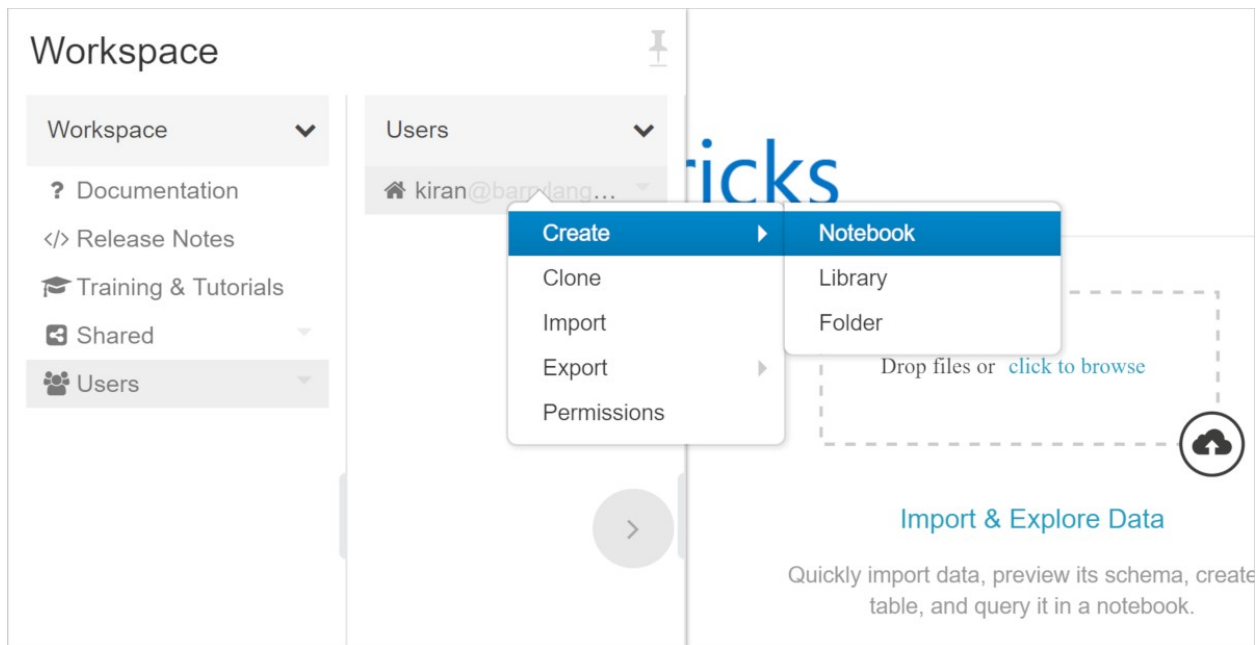 Workspace
Workspace
? Documentation
</> Release Notes
Training & Tutorials
Shared
Users
Users
kiran@barrylang...
Create
Clone
Import
Export
Permissions
Notebook
Library
Folder
ricks
Drop files or click to browse
Import & Explore Data
Quickly import data, preview its schema, create
table, and query it in a notebook.